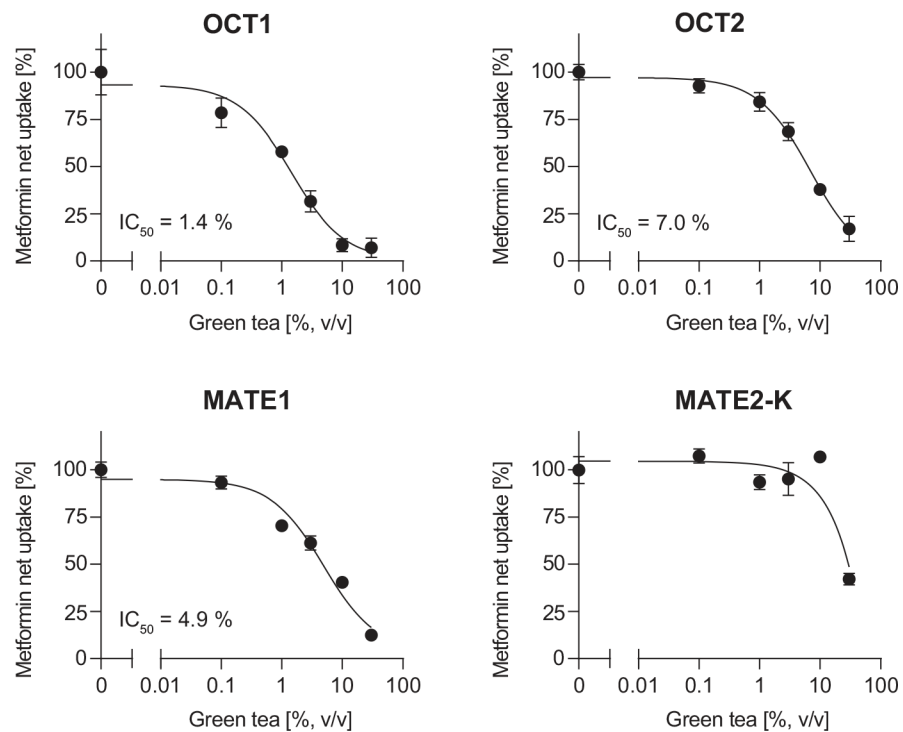 OCT1
Metformin net uptake [%]
100
75
50
25
0
IC50 = 1.4 %
0 0.01 0.1 1 10 100
Green tea [%, v/v]
OCT2
Metformin net uptake [%]
100
75
50
25
0
IC50 = 7.0 %
0 0.01 0.1 1 10 100
Green tea [%, v/v]
MATE1
Metformin net uptake [%]
100
75
50
25
0
IC50 = 4.9 %
0 0.01 0.1 1 10 100
Green tea [%, v/v]
MATE2-K
Metformin net uptake [%]
100
75
50
25
0
0 0.01 0.1 1 10 100
Green tea [%, v/v]